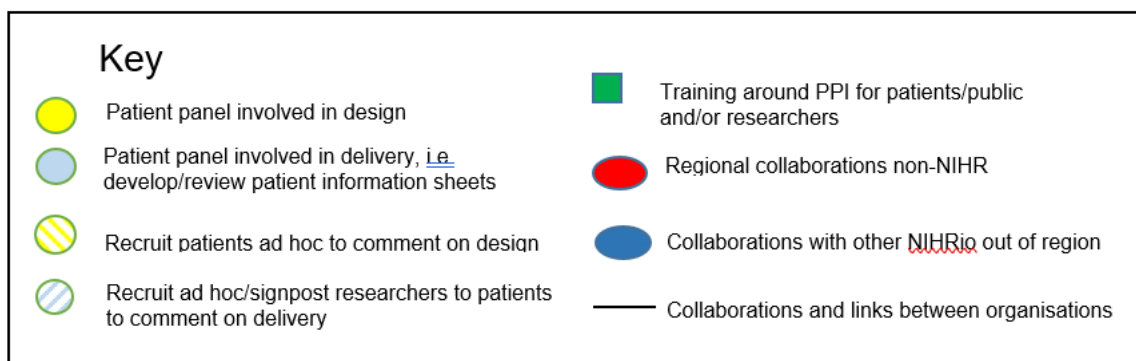 Key
Patient panel involved in design
Patient panel involved in delivery, i.e.
develop/review patient information sheets
Recruit patients ad hoc to comment on design
Recruit ad hoc/signpost researchers to patients
to comment on delivery
Training around PPI for patients/public
and/or researchers
Regional collaborations non-NIHR
Collaborations with other NIHRio out of region
Collaborations and links between organisations